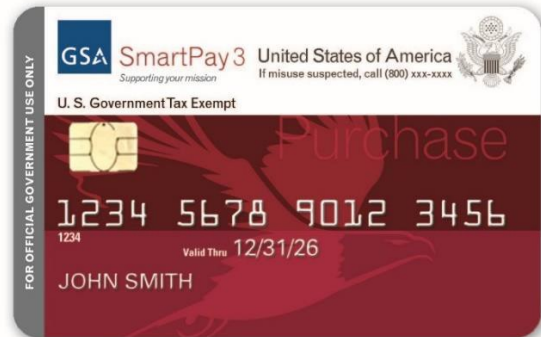 FOR OFFICIAL GOVERNMENT USE ONLY
GSA SmartPay 3
Supporting your mission
United States of America
If misuse suspected, call (800) xxx-xxxx
U. S. Government Tax Exempt
Purchase
1234 5678 9012 3456
1234
Valid Thru 12/31/26
JOHN SMITH